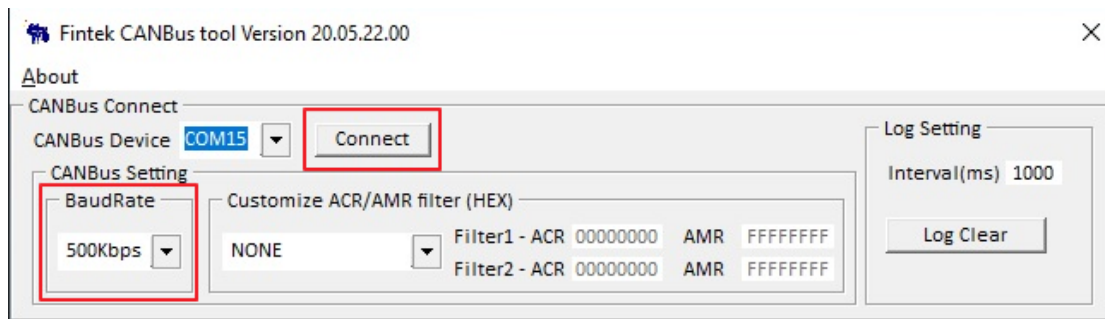 Fintek CANBus tool Version 20.05.22.00
About
CANBus Connect
CANBus Device COM15 Connect
CANBus Setting
BaudRate
500Kbps
Customize ACR/AMR filter (HEX)
NONE
Filter1 - ACR 00000000 AMR FFFFFFFF
Filter2 - ACR 00000000 AMR FFFFFFFF
Log Setting
Interval(ms) 1000
Log Clear